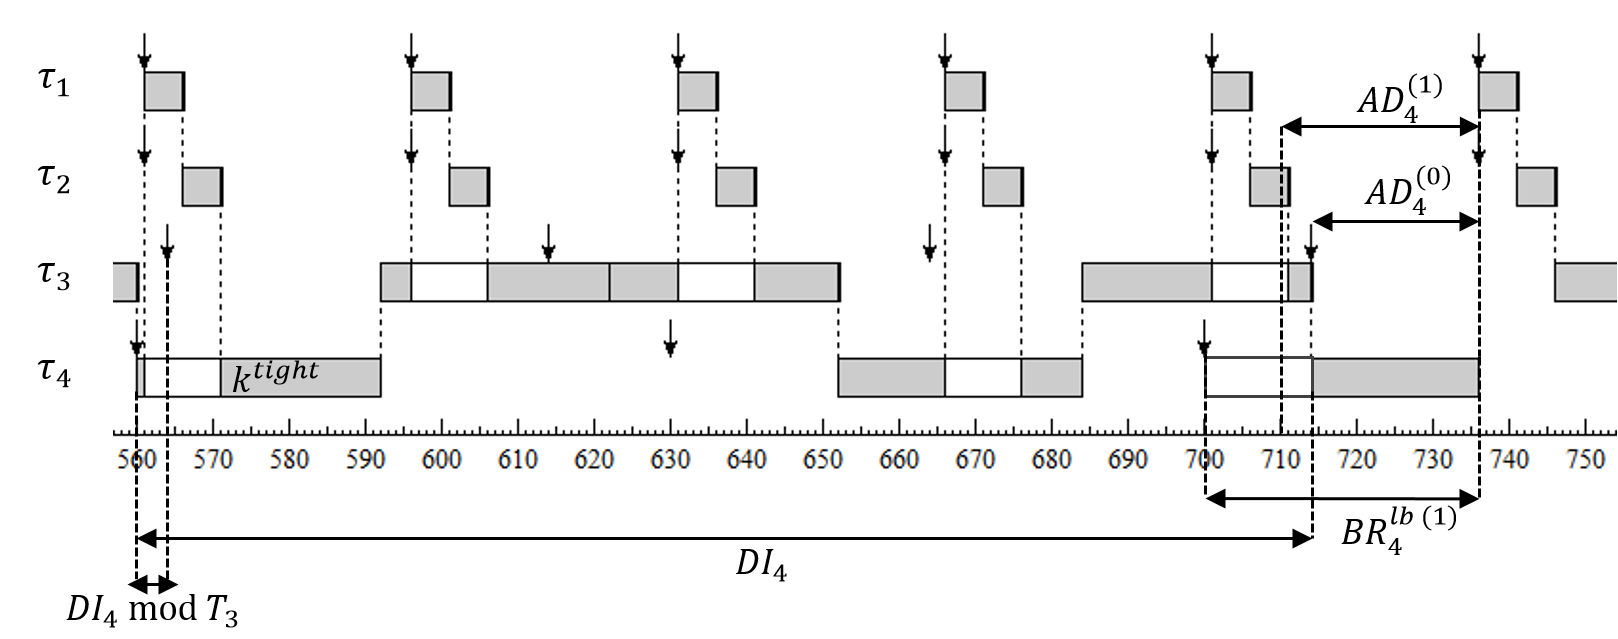 τ₁
AD₄⁽¹⁾
τ₂
AD₄⁽⁰⁾
τ₃
τ₄
k^tight
560 570 580 590 600 610 620 630 640 650 660 670 680 690 700 710 720 730 740 750
BR₄^lb (1)
DI₄
DI₄ mod T₃